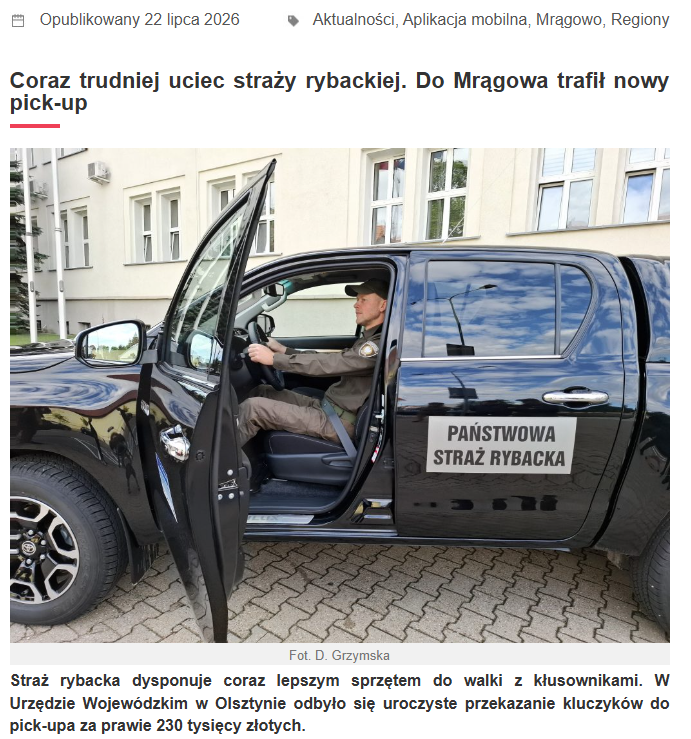 Opublikowany 22 lipca 2026
Aktualności, Aplikacja mobilna, Mrągowo, Regiony
Coraz trudniej uciec straży rybackiej. Do Mrągowa trafił nowy
pick-up
PAŃSTWOWA
STRAŻ RYBACKA
Fot. D. Grzymska
Straż rybacka dysponuje coraz lepszym sprzętem do walki z kłusownikami. W
Urzędzie Wojewódzkim w Olsztynie odbyło się uroczyste przekazanie kluczyków do
pick-upa za prawie 230 tysięcy złotych.